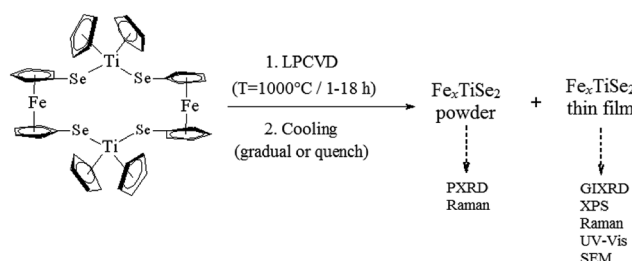 Ti
Se
Se
Fe
Fe
Se
Se
Ti
1. LPCVD
(T=1000°C / 1-18 h)
2. Cooling
(gradual or quench)
FeₓTiSe₂
powder
+
FeₓTiSe₂
thin film
PXRD
Raman
GIXRD
XPS
Raman
UV-Vis
SEM